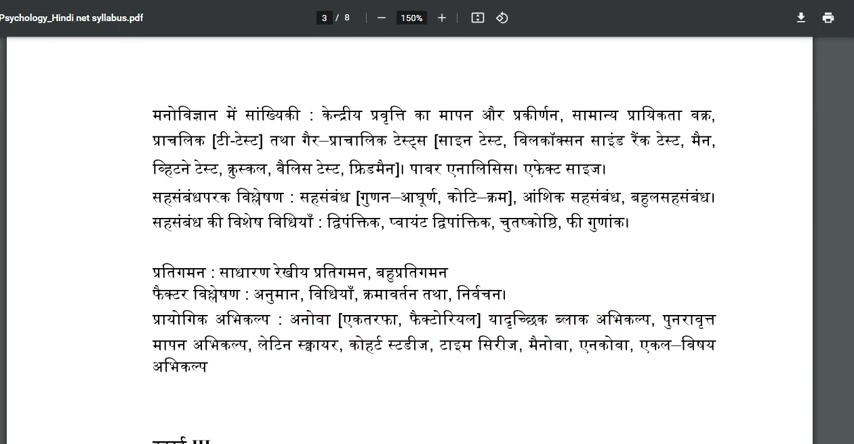 Psychology_Hindi net syllabus.pdf
3 / 8
150%
मनोविज्ञान में सांख्यिकी : केन्द्रीय प्रवृत्ति का मापन और प्रकीर्णन, सामान्य प्रायिकता वक्र,
प्राचलिक [टी-टेस्ट] तथा गैर–प्राचालिक टेस्ट्स [साइन टेस्ट, विलकॉक्सन साइंड रैंक टेस्ट, मैन,
व्हिटने टेस्ट, क्रुस्कल, वैलिस टेस्ट, फ्रिडमैन]। पावर एनालिसिस। एफेक्ट साइज।
सहसंबंधपरक विश्लेषण : सहसंबंध [गुणन–आघूर्ण, कोटि–क्रम], आंशिक सहसंबंध, बहुलसहसंबंध।
सहसंबंध की विशेष विधियाँ : द्विपंक्तिक, प्वायंट द्विपांक्तिक, चुतष्कोष्ठि, फी गुणांक।
प्रतिगमन : साधारण रेखीय प्रतिगमन, बहुप्रतिगमन
फैक्टर विश्लेषण : अनुमान, विधियाँ, क्रमावर्तन तथा, निर्वचन।
प्रायोगिक अभिकल्प : अनोवा [एकतरफा, फैक्टोरियल] यादृच्छिक ब्लाक अभिकल्प, पुनरावृत्त
मापन अभिकल्प, लेटिन स्क्वायर, कोहर्ट स्टडीज, टाइम सिरीज, मैनोवा, एनकोवा, एकल–विषय
अभिकल्प